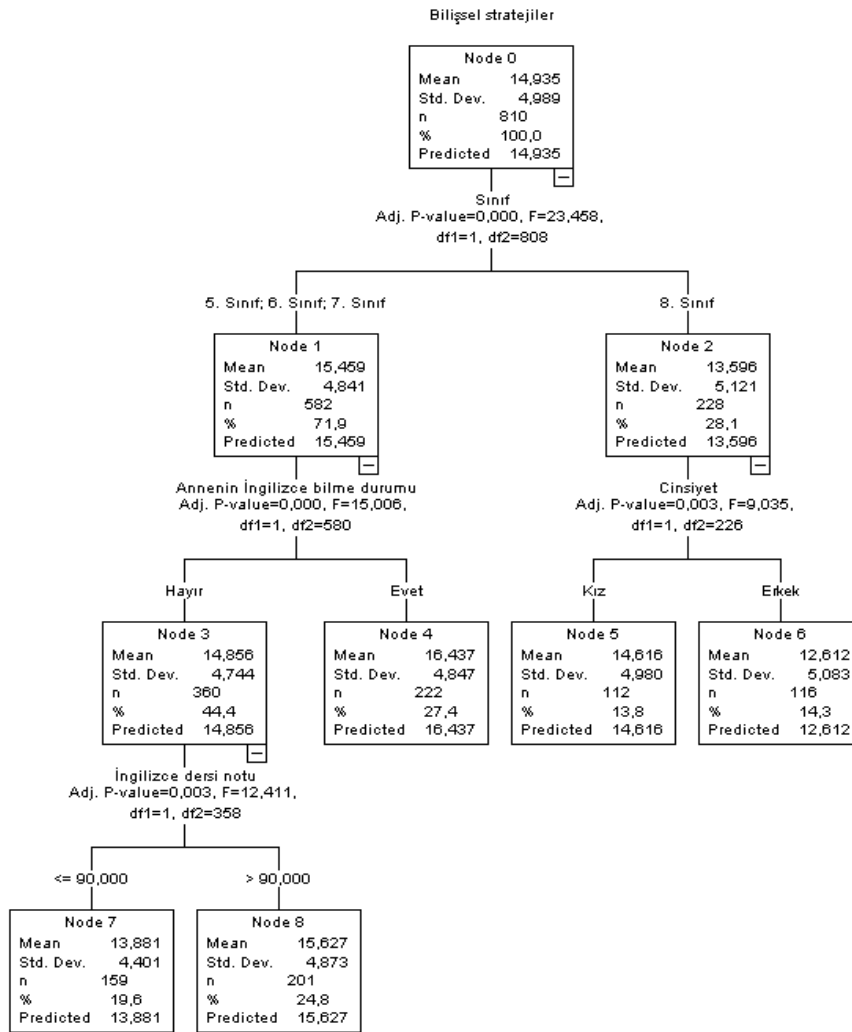 Bilişsel stratejiler
Node 0
Mean 14,935
Std. Dev. 4,989
n 810
% 100,0
Predicted 14,935
Sınıf
Adj. P-value=0,000, F=23,458,
df1=1, df2=808
5. Sınıf; 6. Sınıf; 7. Sınıf
8. Sınıf
Node 1
Mean 15,459
Std. Dev. 4,841
n 582
% 71,9
Predicted 15,459
Node 2
Mean 13,596
Std. Dev. 5,121
n 228
% 28,1
Predicted 13,596
Annenin İngilizce bilme durumu
Adj. P-value=0,000, F=15,006,
df1=1, df2=580
Cinsiyet
Adj. P-value=0,003, F=9,035,
df1=1, df2=226
Hayır
Evet
Kız
Erkek
Node 3
Mean 14,856
Std. Dev. 4,744
n 360
% 44,4
Predicted 14,856
Node 4
Mean 16,437
Std. Dev. 4,847
n 222
% 27,4
Predicted 16,437
Node 5
Mean 14,616
Std. Dev. 4,980
n 112
% 13,8
Predicted 14,616
Node 6
Mean 12,612
Std. Dev. 5,083
n 116
% 14,3
Predicted 12,612
İngilizce dersi notu
Adj. P-value=0,003, F=12,411,
df1=1, df2=358
<= 90,000
> 90,000
Node 7
Mean 13,881
Std. Dev. 4,401
n 159
% 19,6
Predicted 13,881
Node 8
Mean 15,627
Std. Dev. 4,873
n 201
% 24,8
Predicted 15,627